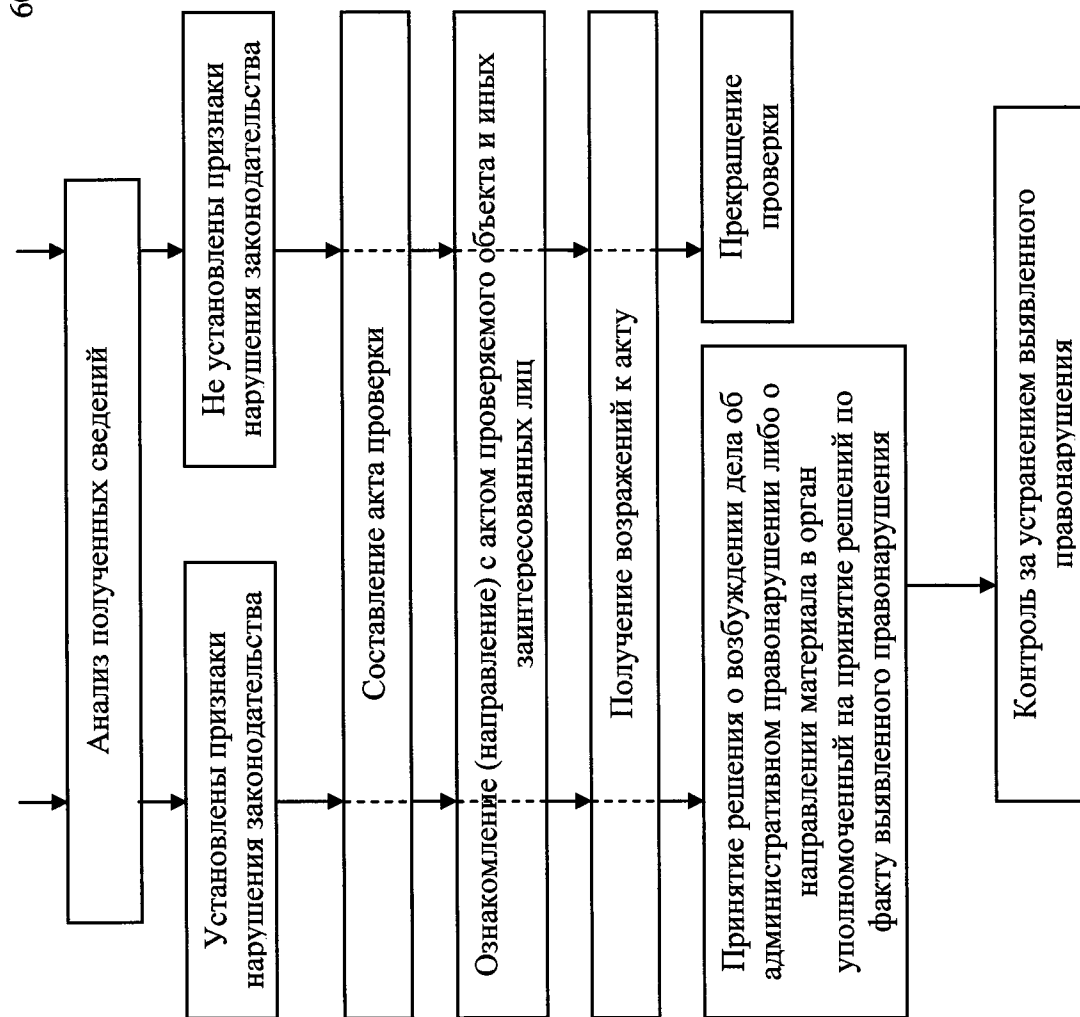 Анализ полученных сведений
Установлены признаки
нарушения законодательства
Не установлены признаки
нарушения законодательства
Составление акта проверки
Ознакомление (направление) с актом проверяемого объекта и иных
заинтересованных лиц
Получение возражений к акту
Принятие решения о возбуждении дела об
административном правонарушении либо о
направлении материала в орган
уполномоченный на принятие решений по
факту выявленного правонарушения
Прекращение
проверки
Контроль за устранением выявленного
правонарушения